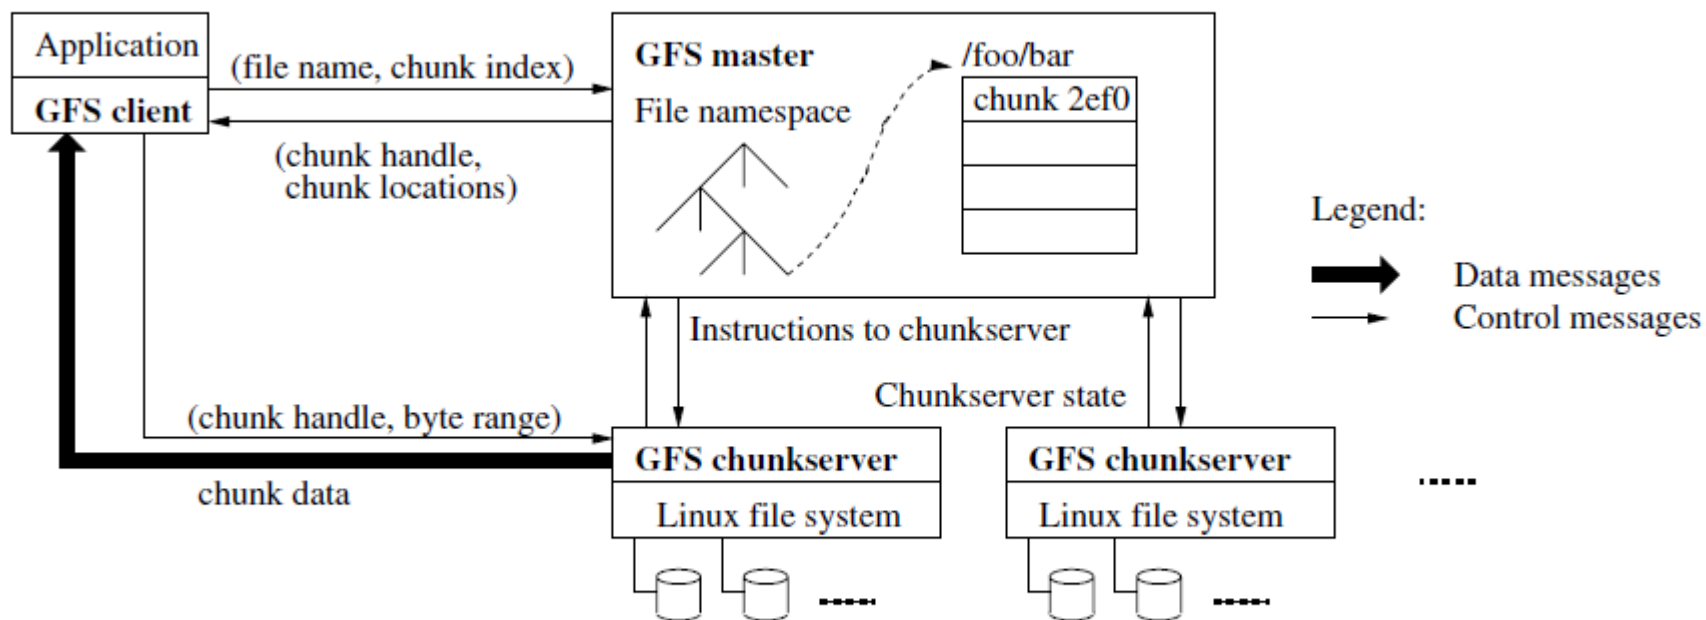 Application
GFS client
(file name, chunk index)
(chunk handle,
chunk locations)
GFS master
File namespace
/foo/bar
chunk 2ef0
Legend:
Data messages
Control messages
Instructions to chunkserver
Chunkserver state
(chunk handle, byte range)
chunk data
GFS chunkserver
Linux file system
GFS chunkserver
Linux file system